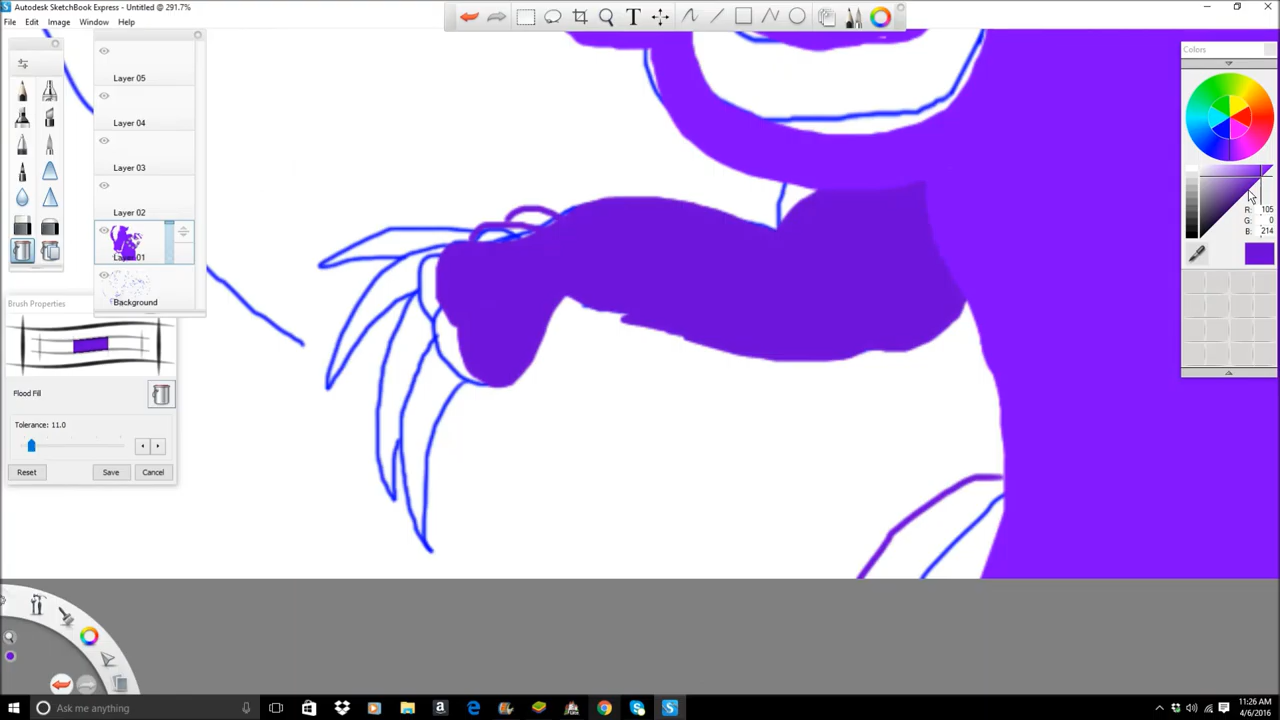 Autodesk SketchBook Express - Untitled @ 291.7%
File Edit Image Window Help
T
Layer 05
Layer 04
Layer 03
Layer 02
Layer 01
Background
Brush Properties
Flood Fill
Tolerance: 11.0
Reset Save Cancel
Colors
R: 105
G: 0
B: 214
Ask me anything
11:26 AM
4/6/2016